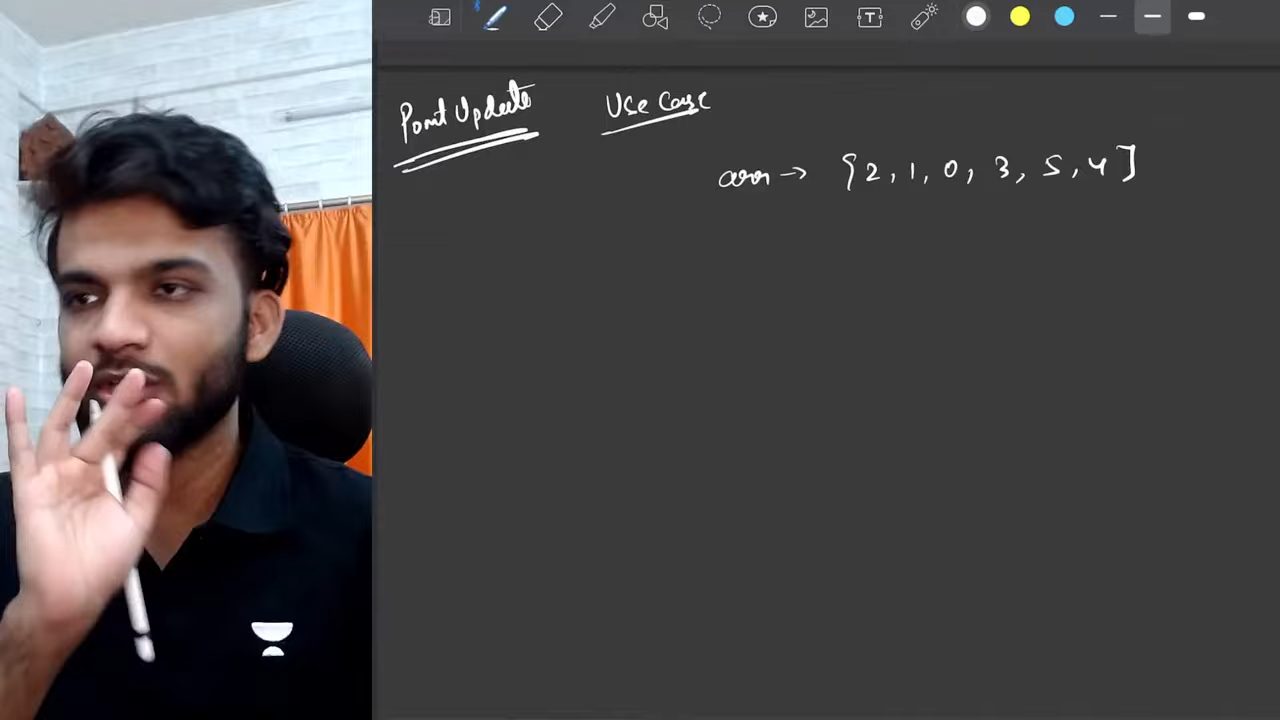 Point Update Use Case
arr → [2, 1, 0, 3, 5, 4]